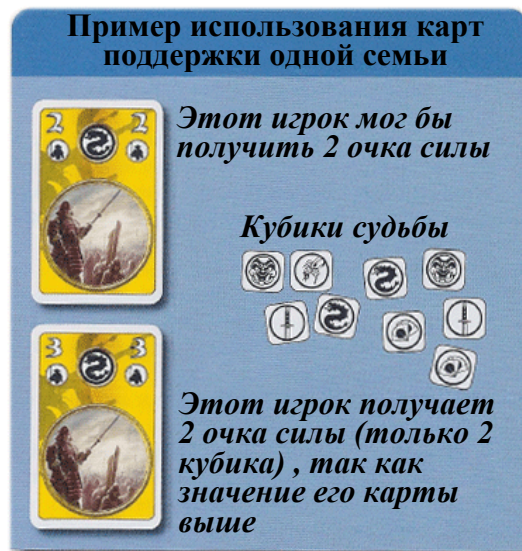 Пример использования карт
поддержки одной семьи
2 2
Этот игрок мог бы
получить 2 очка силы
Кубики судьбы
3 3
Этот игрок получает
2 очка силы (только 2
кубика) , так как
значение его карты
выше